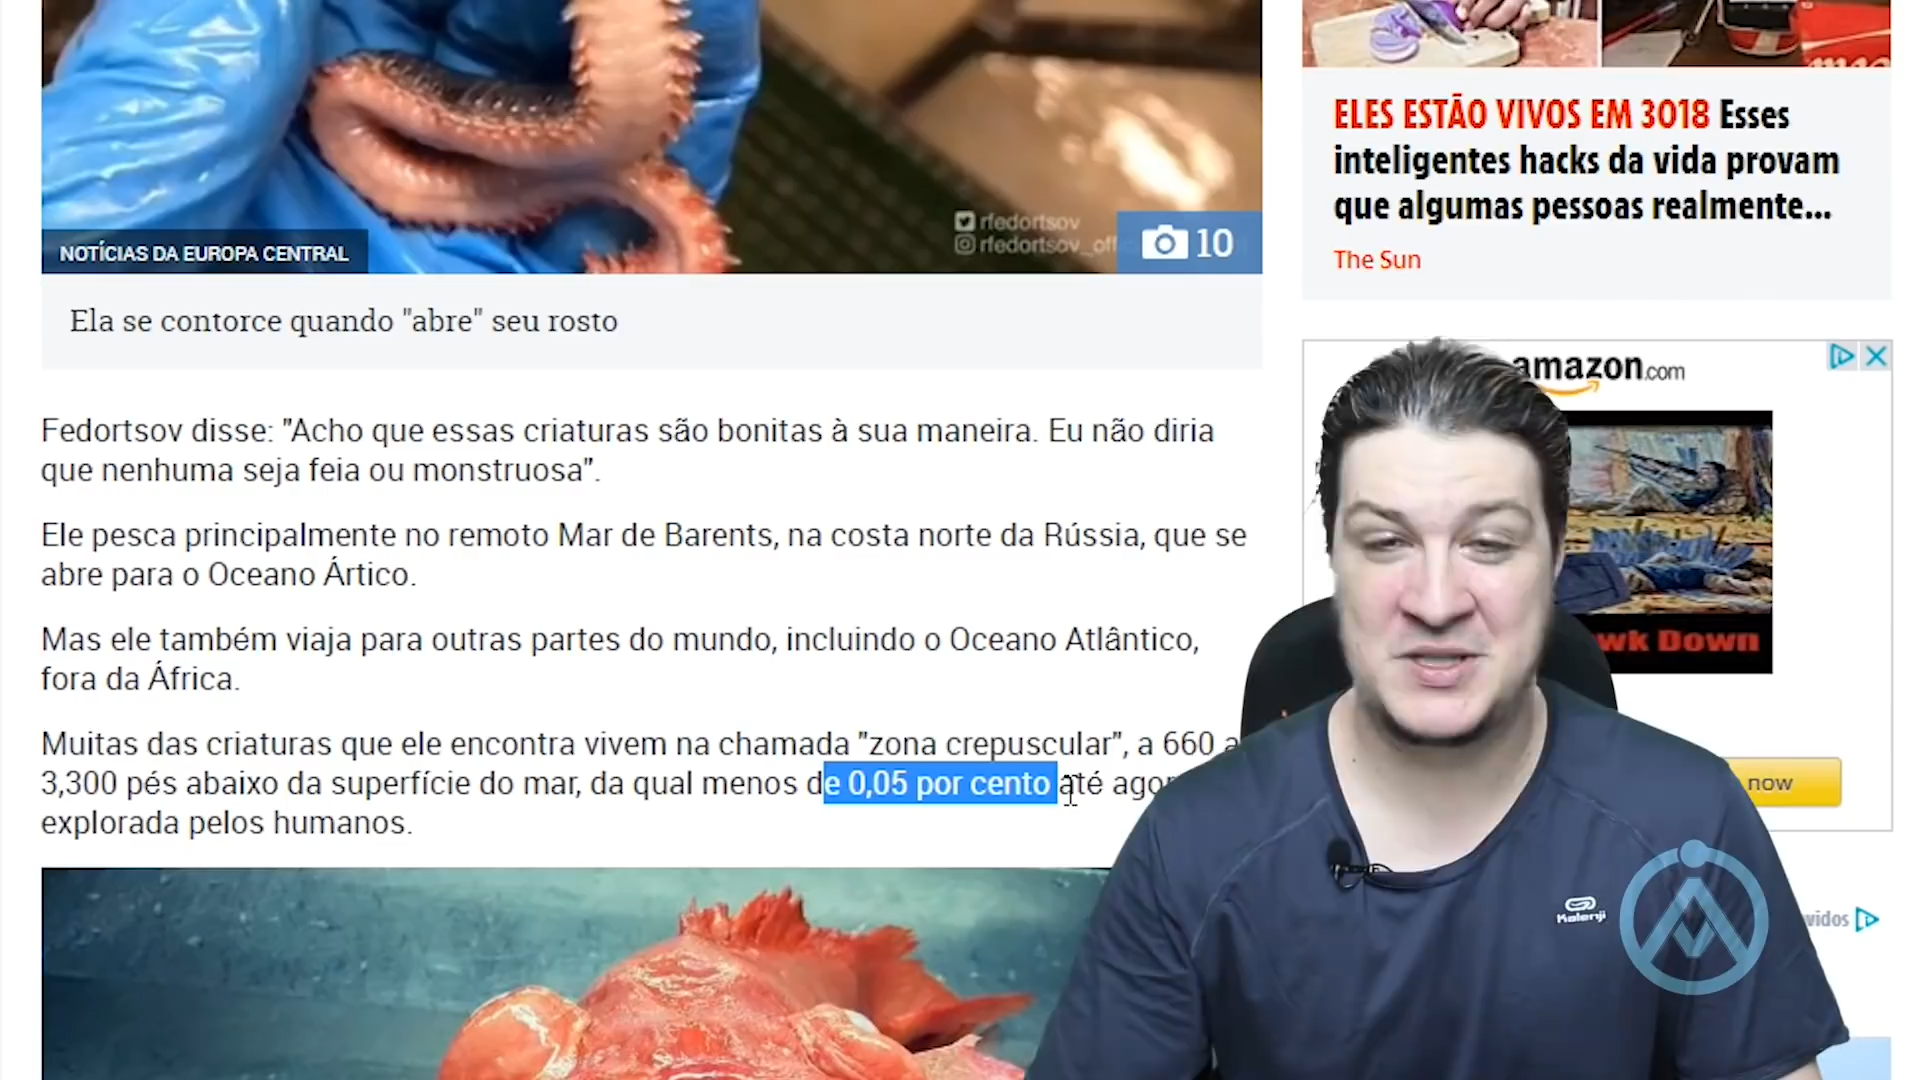 rfedortsov
rfedortsov_off
10
NOTÍCIAS DA EUROPA CENTRAL
Ela se contorce quando "abre" seu rosto
Fedortsov disse: "Acho que essas criaturas são bonitas à sua maneira. Eu não diria
que nenhuma seja feia ou monstruosa".
Ele pesca principalmente no remoto Mar de Barents, na costa norte da Rússia, que se
abre para o Oceano Ártico.
Mas ele também viaja para outras partes do mundo, incluindo o Oceano Atlântico,
fora da África.
Muitas das criaturas que ele encontra vivem na chamada "zona crepuscular", a 660 a
3,300 pés abaixo da superfície do mar, da qual menos de 0,05 por cento até agor
explorada pelos humanos.
ELES ESTÃO VIVOS EM 3018 Esses
inteligentes hacks da vida provam
que algumas pessoas realmente...
The Sun
amazon.com
wk Down
now
Kalenji
vidos